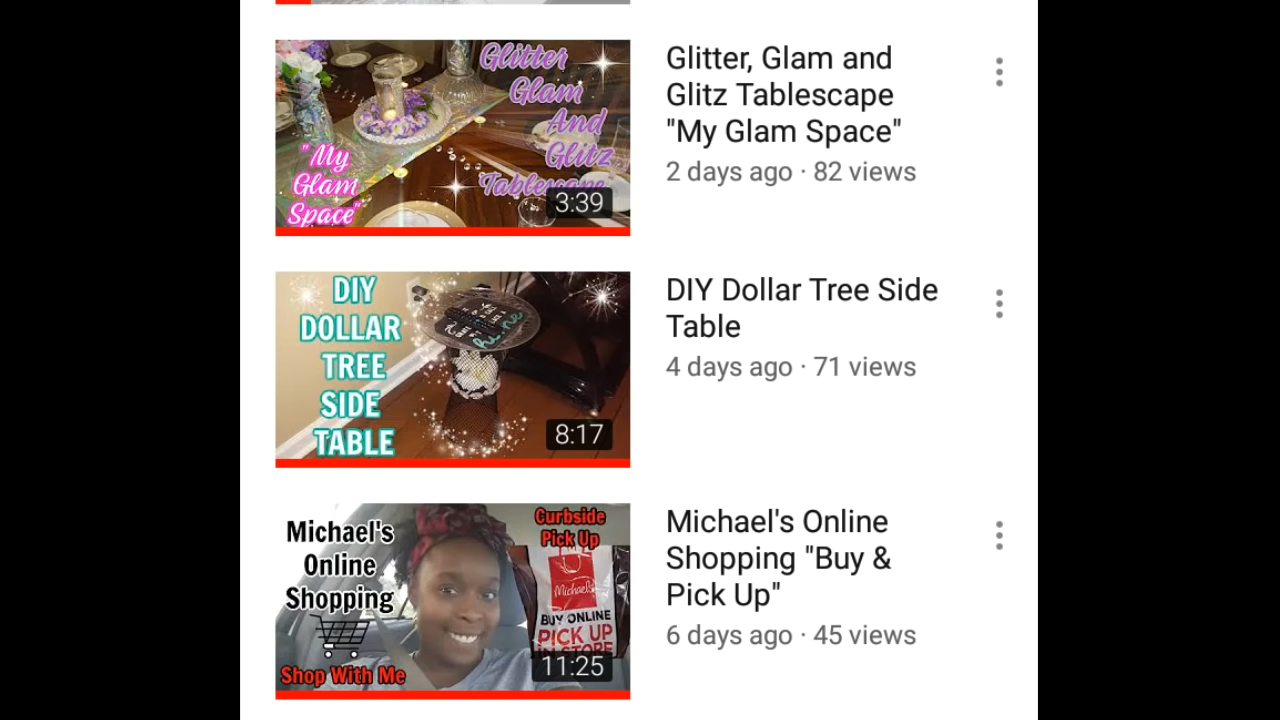 Glitter
Glam
And
Glitz
Tablescape
"My
Glam
Space"
3:39
Glitter, Glam and
Glitz Tablescape
"My Glam Space"
2 days ago · 82 views
DIY
DOLLAR
TREE
SIDE
TABLE
8:17
DIY Dollar Tree Side
Table
4 days ago · 71 views
Michael's
Online
Shopping
Shop With Me
Curbside
Pick Up
Michaels
BUY ONLINE
PICK UP
IN STORE
11:25
Michael's Online
Shopping "Buy &
Pick Up"
6 days ago · 45 views